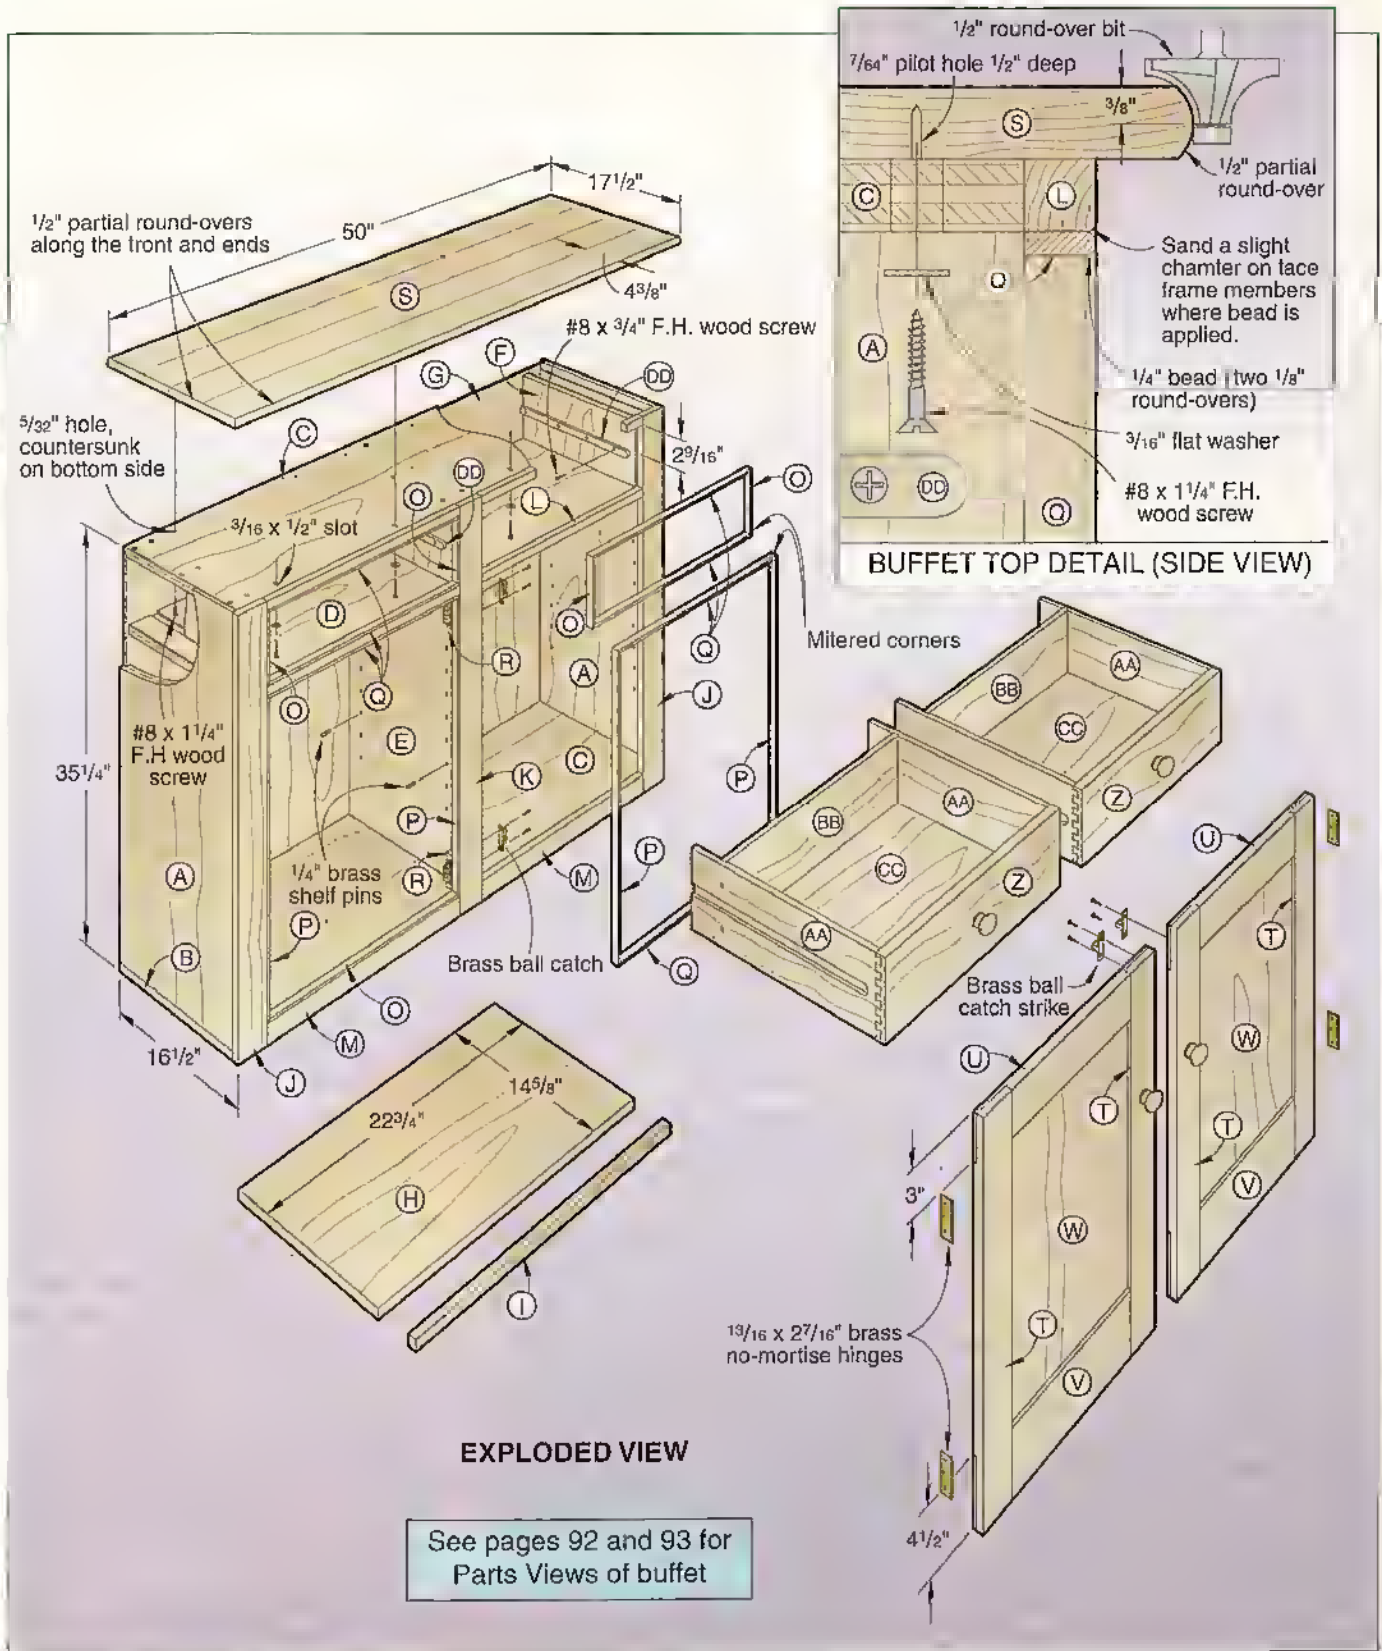 1/2" round-over bit
7/64" pilot hole 1/2" deep
3/8"
S
1/2" partial
round-over
C
L
Sand a slight
chamter on tace
frame members
where bead is
applied.
Q
A
1/4" bead (two 1/8"
round-overs)
3/16" flat washer
DD
Q
#8 x 1 1/4" F.H.
wood screw
BUFFET TOP DETAIL (SIDE VIEW)
17 1/2"
1/2" partial round-overs
along the tront and ends
50"
S
4 3/8"
#8 x 3/4" F.H. wood screw
F
G
DD
5/32" hole,
countersunk
on bottom side
C
2 9/16"
DD
O
O
L
3/16 x 1/2" slot
D
O
Q
Mitered corners
R
A
Q
O
J
#8 x 1 1/4"
F.H wood
screw
E
35 1/4"
C
K
P
P
A
1/4" brass
shelf pins
R
M
P
P
B
Brass ball catch
Q
O
M
16 1/2"
J
AA
BB
CC
Z
AA
BB
CC
Z
AA
U
T
Brass ball
catch strike
W
U
T
T
V
14 5/8"
22 3/4"
H
I
3"
W
13/16 x 2 7/16" brass
no-mortise hinges
T
V
EXPLODED VIEW
4 1/2"
See pages 92 and 93 for
Parts Views of buffet